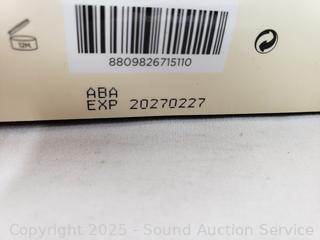 12M
8809826715110
ABA
EXP 20270227
Copyright 2025 - Sound Auction Service